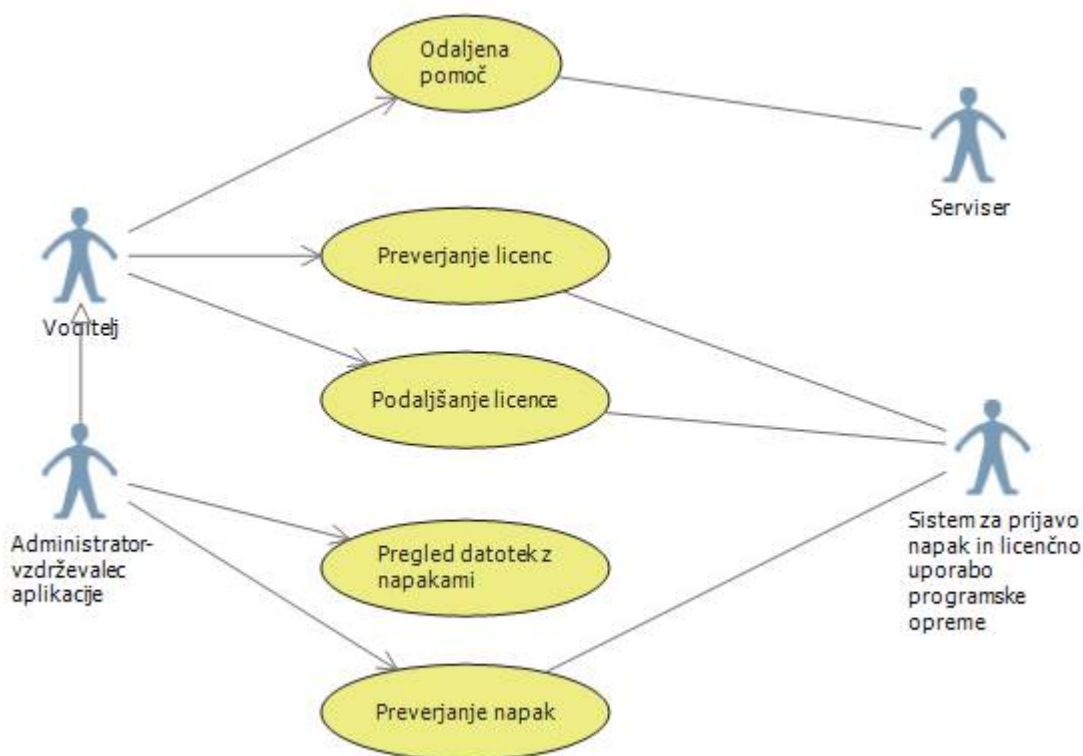 Odaljena
pomoč
Serviser
Preverjanje licenc
Voditelj
Podaljšanje licence
Administrator-
vzdrževalec
aplikacije
Pregled datotek z
napakami
Sistem za prijavo
napak in licenčno
uporabo
programske
opreme
Preverjanje napak